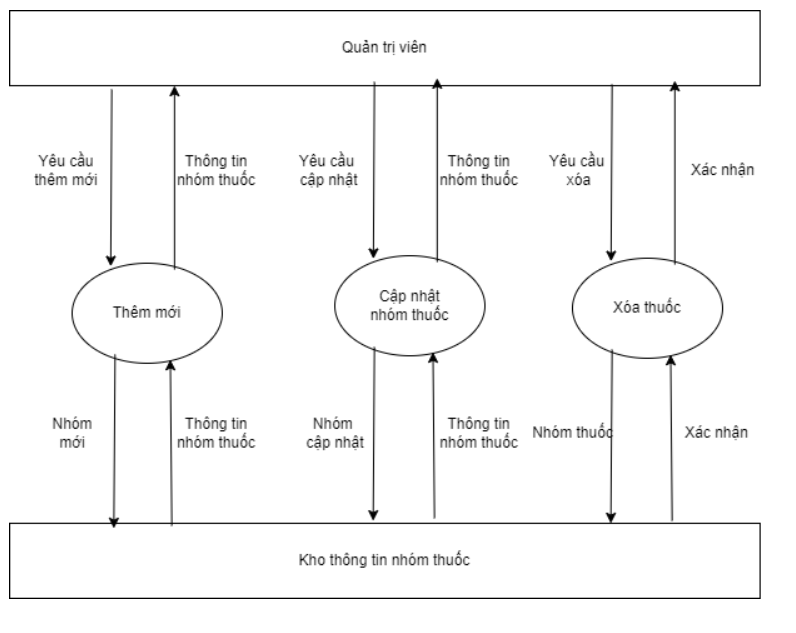 Quản trị viên
Yêu cầu
thêm mới
Thông tin
nhóm thuốc
Yêu cầu
cập nhật
Thông tin
nhóm thuốc
Yêu cầu
xóa
Xác nhận
Thêm mới
Cập nhật
nhóm thuốc
Xóa thuốc
Nhóm
mới
Thông tin
nhóm thuốc
Nhóm
cập nhật
Thông tin
nhóm thuốc
Nhóm thuốc
Xác nhận
Kho thông tin nhóm thuốc